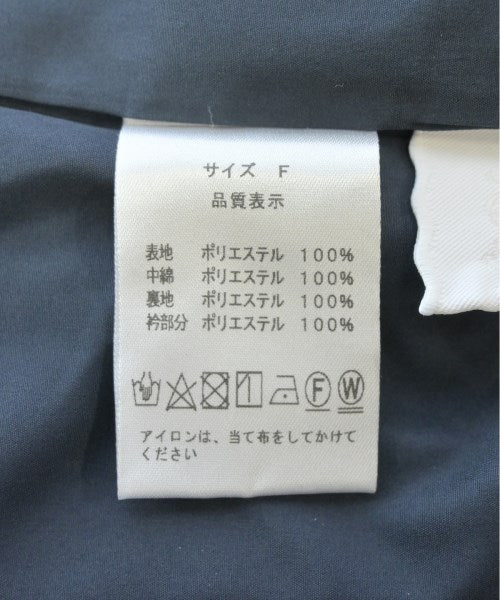 サイズ F
品質表示
表地 ポリエステル 100%
中綿 ポリエステル 100%
裏地 ポリエステル 100%
衿部分 ポリエステル 100%
F W
アイロンは、当て布をしてかけて
ください